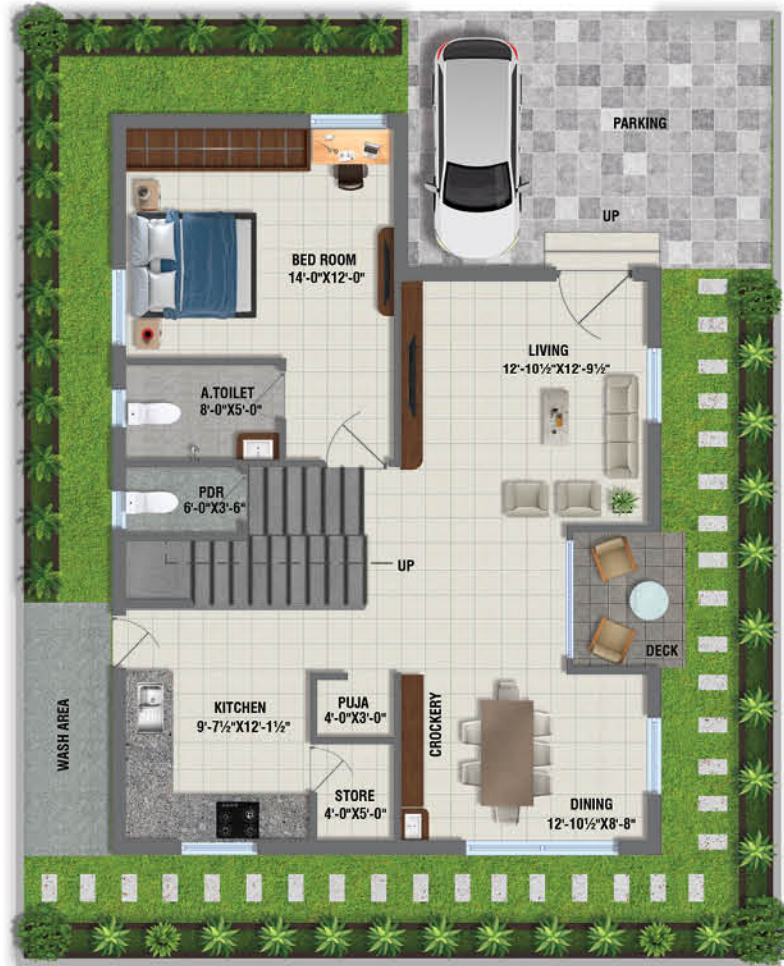 PARKING
UP
BED ROOM
14'-0"X12'-0"
LIVING
12'-10½"X12'-9½"
A.TOILET
8'-0"X5'-0"
PDR
6'-0"X3'-6"
UP
DECK
WASH AREA
KITCHEN
9'-7½"X12'-1½"
PUJA
4'-0"X3'-0"
CROCKERY
STORE
4'-0"X5'-0"
DINING
12'-10½"X8'-8"